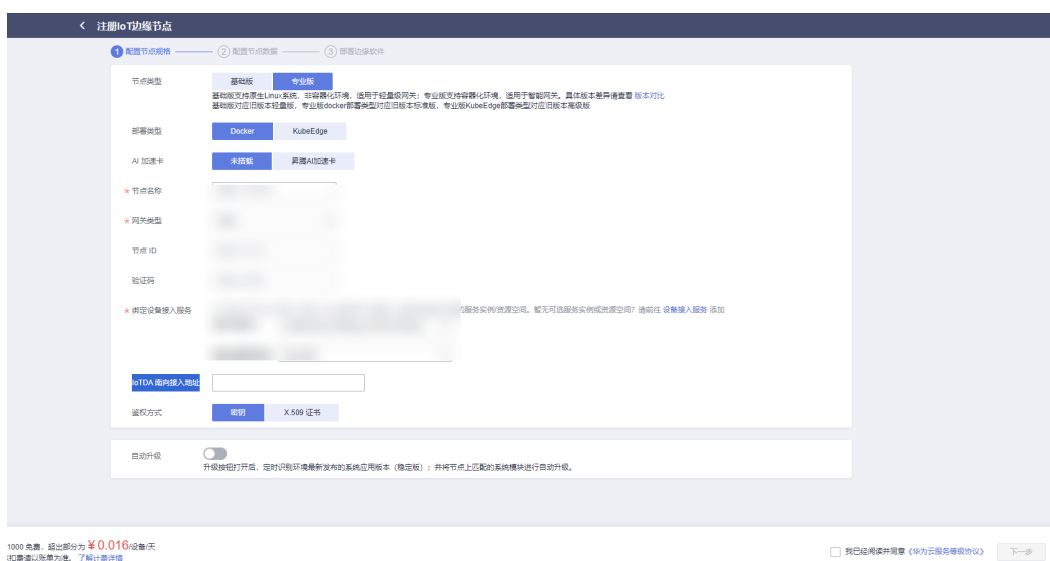 < 注册IoT边缘节点
1 配置节点规格 2 配置节点数据 3 部署边缘软件
节点类型 基础版 专业版
基础版支持原生Linux系统，非容器化环境，适用于轻量级网关；专业版支持容器化环境，适用于智能网关。具体版本差异请查看 版本对比
基础版对应旧版本轻量版，专业版docker部署类型对应旧版本标准版，专业版KubeEdge部署类型对应旧版本高级版
部署类型 Docker KubeEdge
AI 加速卡 未搭载 昇腾AI加速卡
* 节点名称
* 网关类型
节点 ID
验证码
* 绑定设备接入服务 服务实例/资源空间。暂无可选服务实例或资源空间？请前往 设备接入服务 添加
IoTDA 南向接入地址
鉴权方式 密钥 X.509 证书
自动升级
升级按钮打开后，定时识别环境最新发布的系统应用版本（稳定版）；并将节点上匹配的系统模块进行自动升级。
1000 免费，超出部分为 ¥0.016/设备/天
扣费请以账单为准。 了解计费详情
我已经阅读并同意《华为云服务等级协议》 下一步